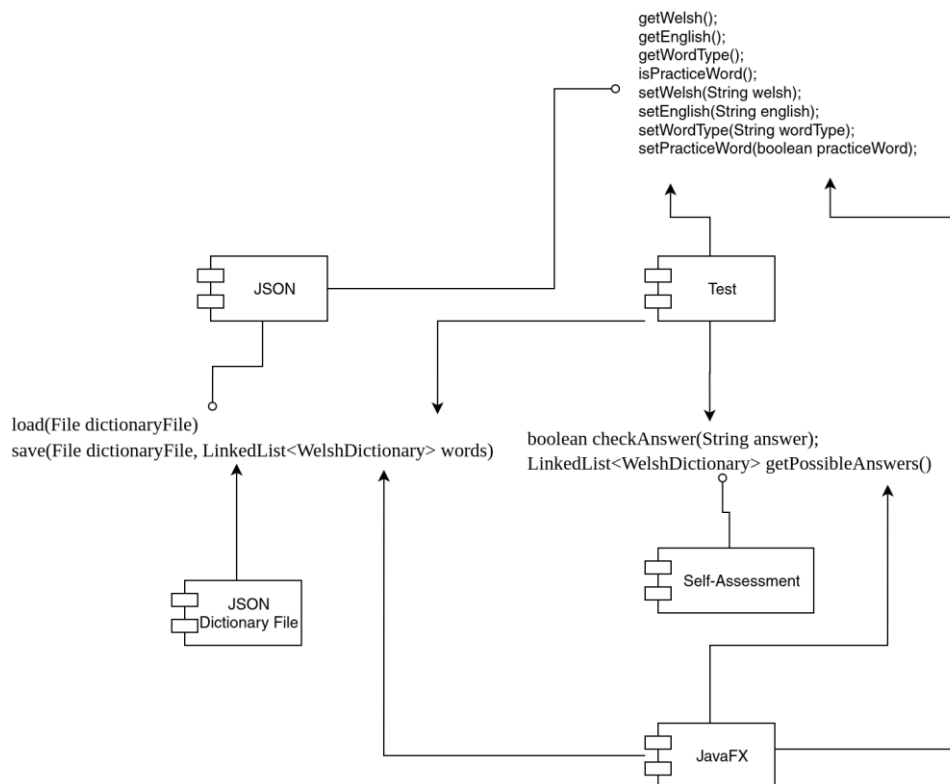 getWelsh();
getEnglish();
getWordType();
isPracticeWord();
setWelsh(String welsh);
setEnglish(String english);
setWordType(String wordType);
setPracticeWord(boolean practiceWord);
JSON
Test
load(File dictionaryFile)
save(File dictionaryFile, LinkedList<WelshDictionary> words)
boolean checkAnswer(String answer);
LinkedList<WelshDictionary> getPossibleAnswers()
JSON
Dictionary File
Self-Assessment
JavaFX